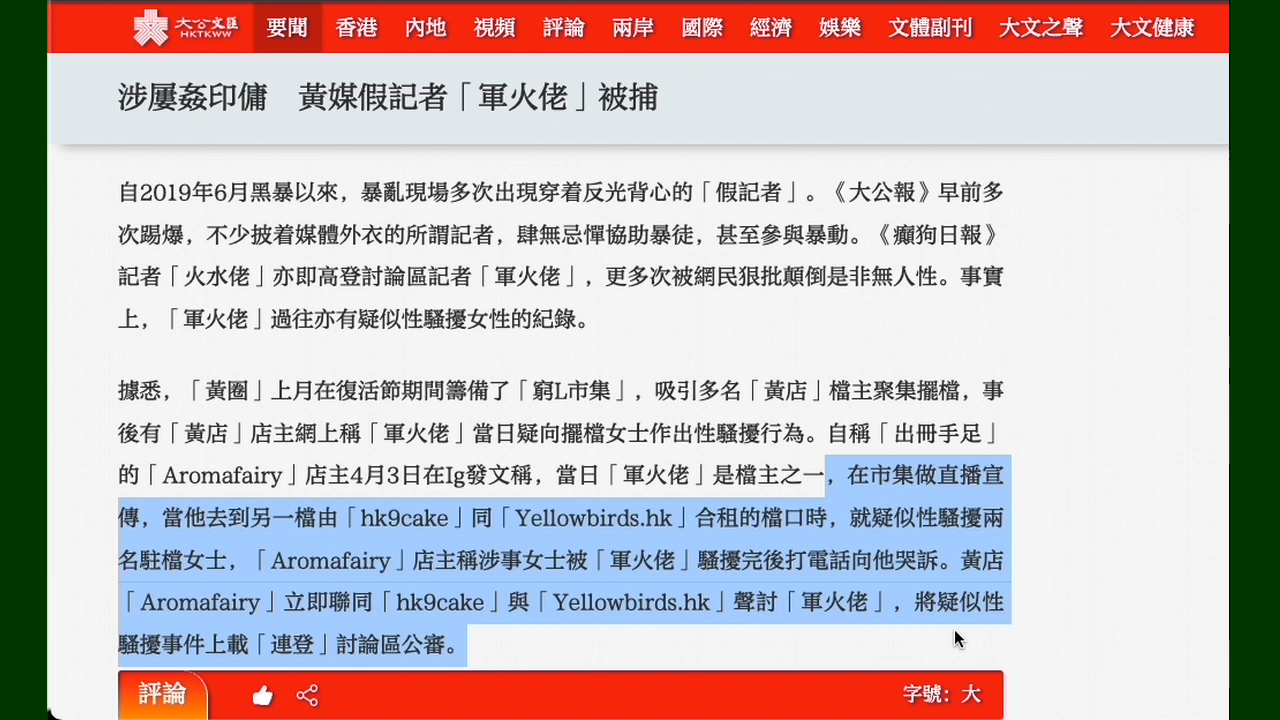 大公文匯 HKTKWW 要聞 香港 內地 視頻 評論 兩岸 國際 經濟 娛樂 文體副刊 大文之聲 大文健康
涉屢姦印傭　黃媒假記者「軍火佬」被捕
自2019年6月黑暴以來，暴亂現場多次出現穿着反光背心的「假記者」。《大公報》早前多
次踢爆，不少披着媒體外衣的所謂記者，肆無忌憚協助暴徒，甚至參與暴動。《癲狗日報》
記者「火水佬」亦即高登討論區記者「軍火佬」，更多次被網民狠批顛倒是非無人性。事實
上，「軍火佬」過往亦有疑似性騷擾女性的紀錄。
據悉，「黃圈」上月在復活節期間籌備了「窮L市集」，吸引多名「黃店」檔主聚集擺檔，事
後有「黃店」店主網上稱「軍火佬」當日疑向擺檔女士作出性騷擾行為。自稱「出冊手足」
的「Aromafairy」店主4月3日在Ig發文稱，當日「軍火佬」是檔主之一，在市集做直播宣
傳，當他去到另一檔由「hk9cake」同「Yellowbirds.hk」合租的檔口時，就疑似性騷擾兩
名駐檔女士，「Aromafairy」店主稱涉事女士被「軍火佬」騷擾完後打電話向他哭訴。黃店
「Aromafairy」立即聯同「hk9cake」與「Yellowbirds.hk」聲討「軍火佬」，將疑似性
騷擾事件上載「連登」討論區公審。
評論 字號：大